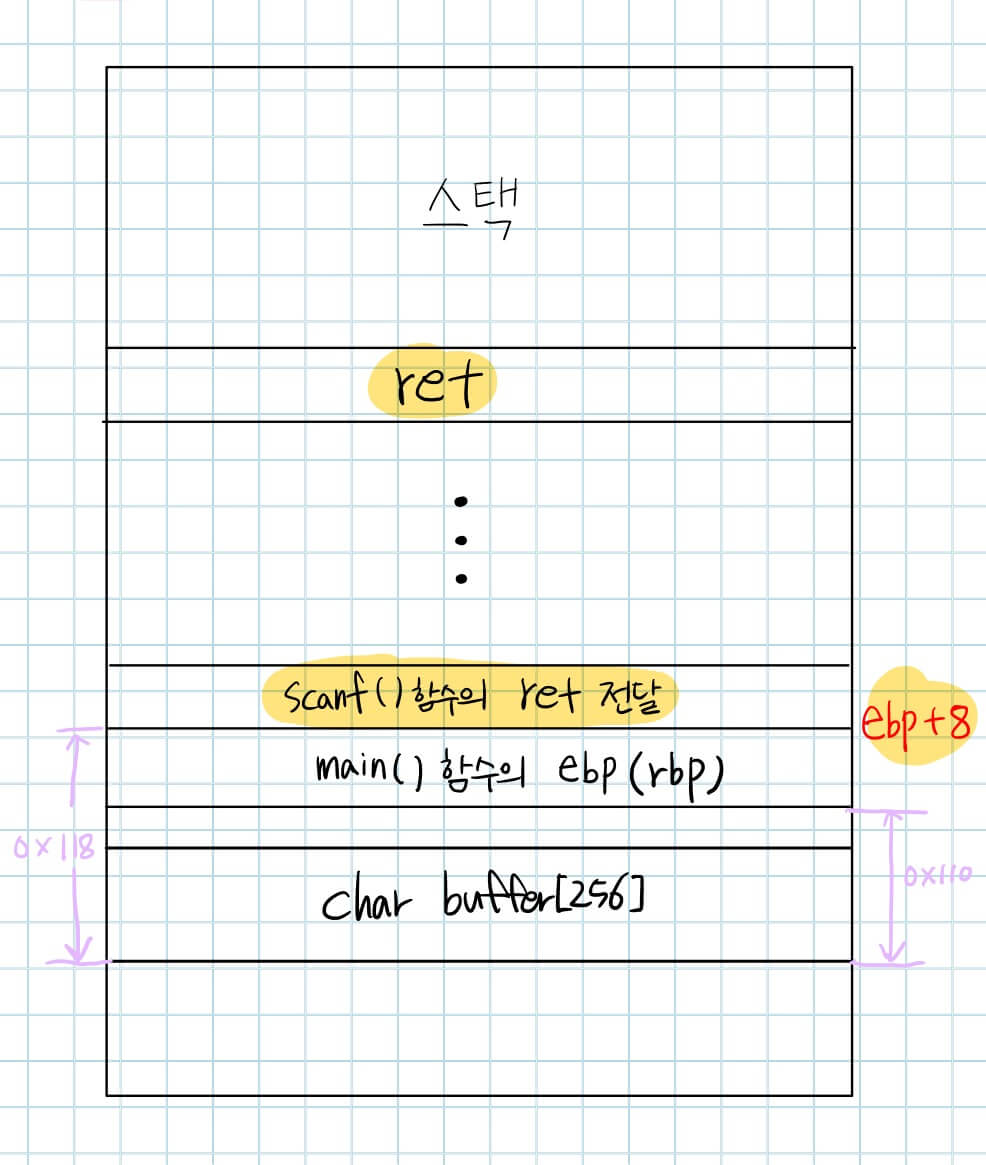 스택
ret
scanf()함수의 ret 전달
ebp+8
main() 함수의 ebp(rbp)
0x118
0x110
char buffer[256]